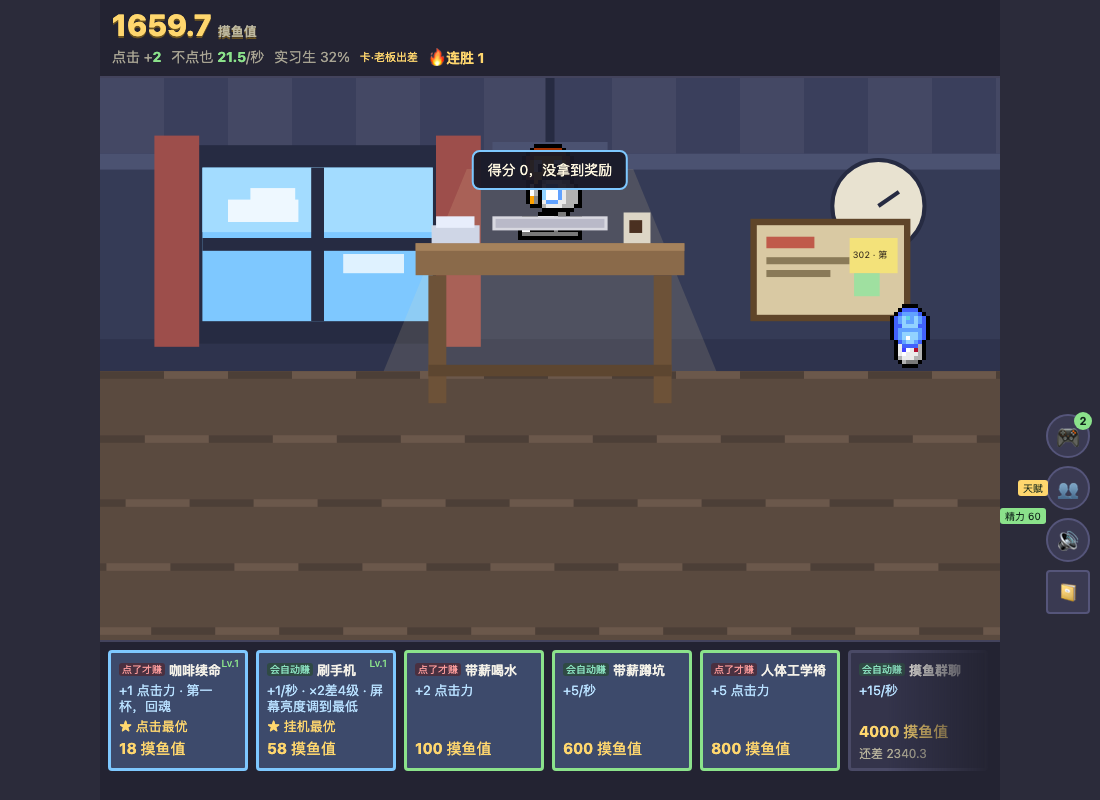 1659.7 摸鱼值
点击 +2 不点也 21.5/秒 实习生 32% 卡·老板出差 🔥连胜 1
得分 0，没拿到奖励
302 · 第
2
天赋
精力 60
点了才赚 咖啡续命 Lv.1
+1 点击力 · 第一
杯，回魂
⭐ 点击最优
18 摸鱼值
会自动赚 刷手机 Lv.1
+1/秒 · ×2差4级 · 屏
幕亮度调到最低
⭐ 挂机最优
58 摸鱼值
点了才赚 带薪喝水
+2 点击力
100 摸鱼值
会自动赚 带薪蹲坑
+5/秒
600 摸鱼值
点了才赚 人体工学椅
+5 点击力
800 摸鱼值
会自动赚 摸鱼群聊
+15/秒
4000 摸鱼值
还差 2340.3